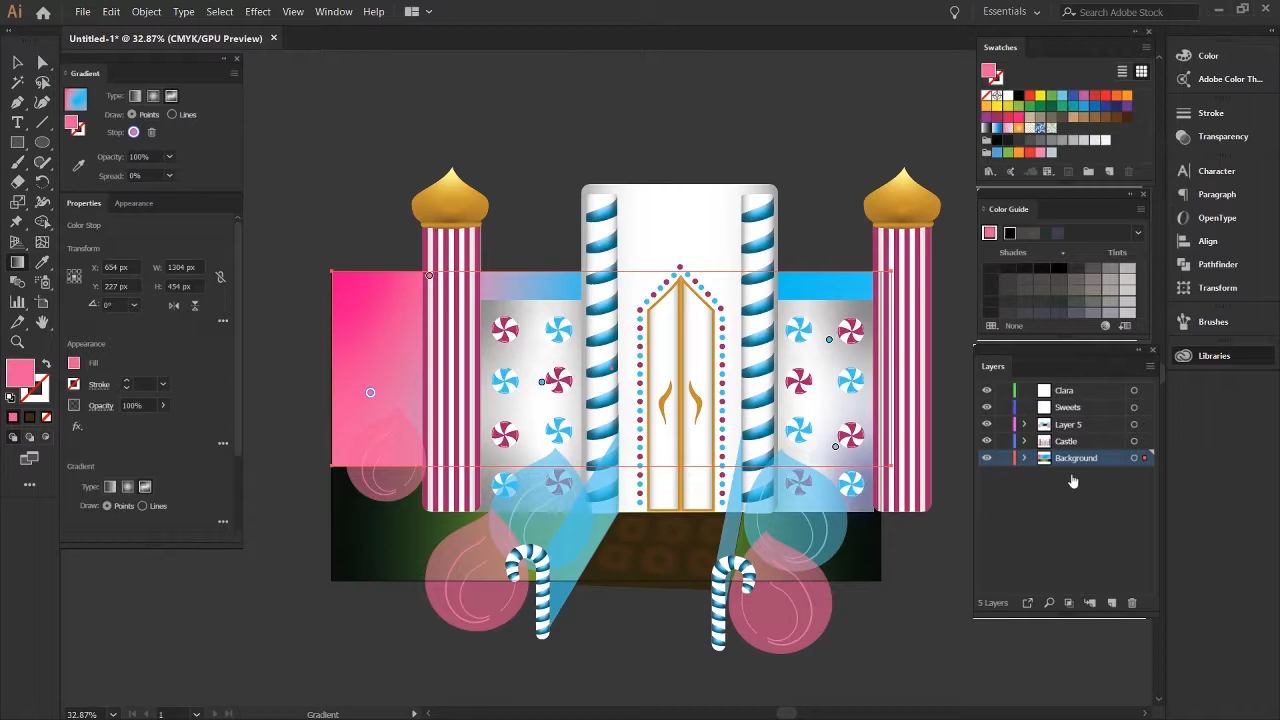 Ai File Edit Object Type Select Effect View Window Help Essentials Search Adobe Stock
Untitled-1* @ 32.87% (CMYK/GPU Preview) ×
Gradient
Type:
Draw: Points Lines
Stop:
Opacity: 100%
Spread: 0%
Properties Appearance
Color Stop
Transform
X: 654 px W: 1304 px
Y: 227 px H: 454 px
0°
Appearance
Fill
Stroke
Opacity 100%
fx.
Gradient
Type:
Draw: Points Lines
Swatches
Color Guide
Shades Tints
None
Layers
Clara
Sweets
Layer 5
Castle
Background
5 Layers
Color
Adobe Color Th...
Stroke
Transparency
Character
Paragraph
OpenType
Align
Pathfinder
Transform
Brushes
Libraries
32.87% 1 Gradient